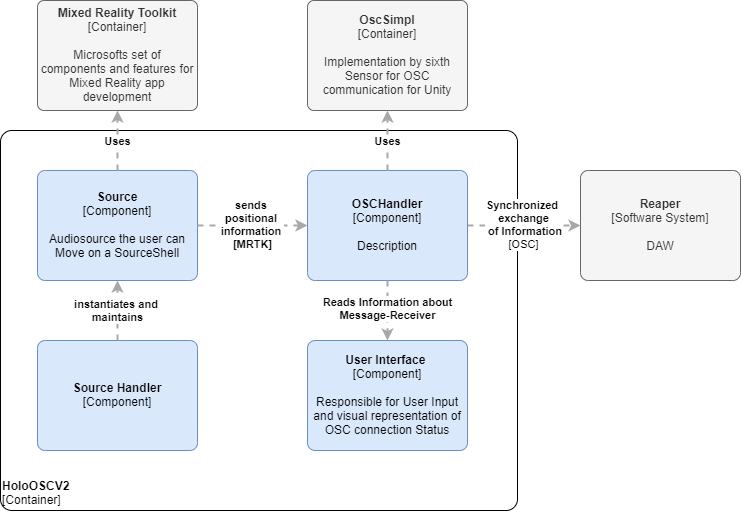 Mixed Reality Toolkit
[Container]
Microsofts set of
components and features for
Mixed Reality app
development
OscSimpl
[Container]
Implementation by sixth
Sensor for OSC
communication for Unity
Uses
Uses
Source
[Component]
Audiosource the user can
Move on a SourceShell
sends
positional
information
[MRTK]
OSCHandler
[Component]
Description
Synchronized
exchange
of Information
[OSC]
Reaper
[Software System]
DAW
instantiates and
maintains
Reads Information about
Message-Receiver
Source Handler
[Component]
User Interface
[Component]
Responsible for User Input
and visual representation of
OSC connection Status
HoloOSCV2
[Container]